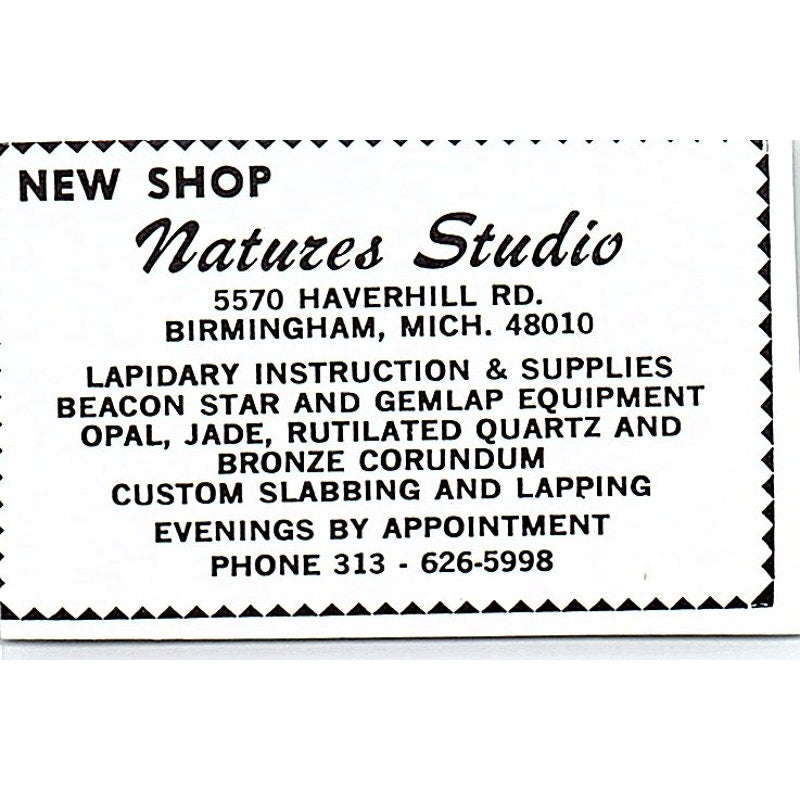 NEW SHOP
Natures Studio
5570 HAVERHILL RD.
BIRMINGHAM, MICH. 48010
LAPIDARY INSTRUCTION & SUPPLIES
BEACON STAR AND GEMLAP EQUIPMENT
OPAL, JADE, RUTILATED QUARTZ AND
BRONZE CORUNDUM
CUSTOM SLABBING AND LAPPING
EVENINGS BY APPOINTMENT
PHONE 313 - 626-5998